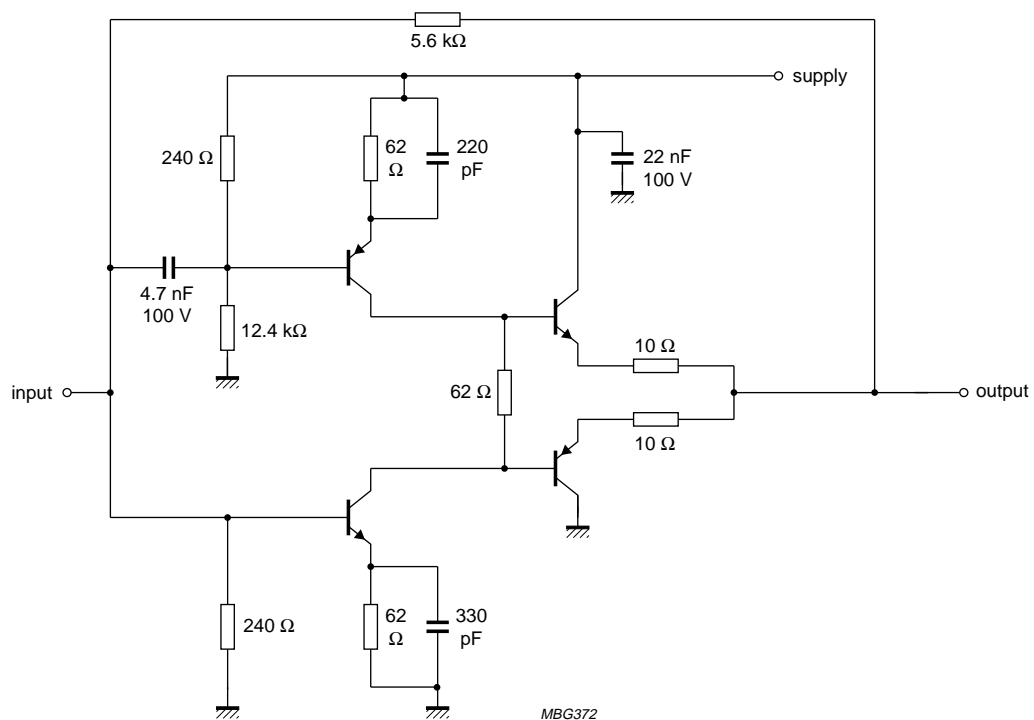 5.6 kΩ
supply
240 Ω
62
Ω
220
pF
22 nF
100 V
4.7 nF
100 V
12.4 kΩ
10 Ω
input
62 Ω
output
10 Ω
240 Ω
62
Ω
330
pF
MBG372